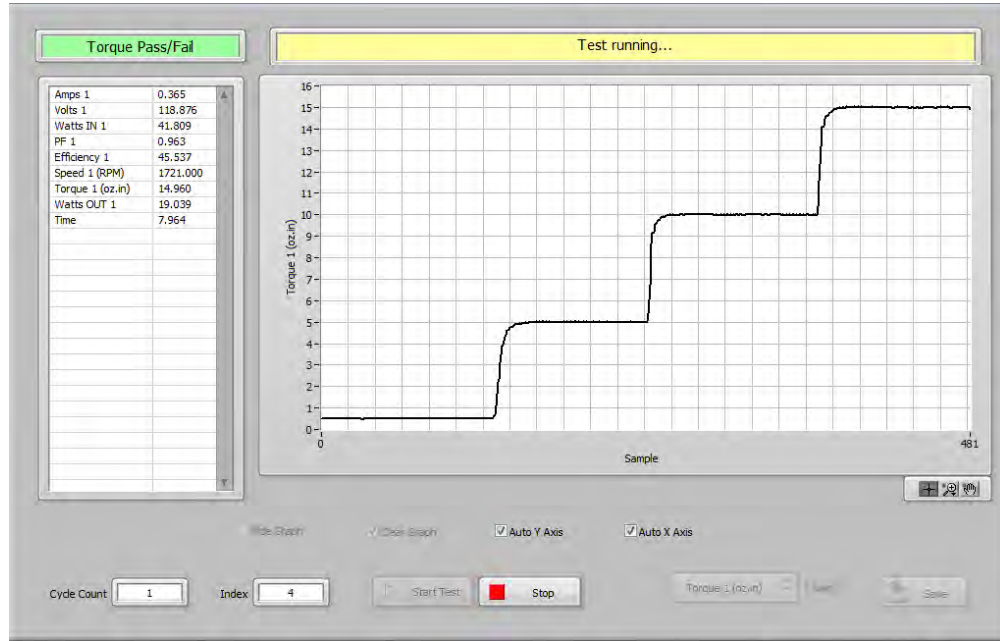 Torque Pass/Fail
Test running...
Amps 1 0.365
Volts 1 118.876
Watts IN 1 41.809
PF 1 0.963
Efficiency 1 45.537
Speed 1 (RPM) 1721.000
Torque 1 (oz.in) 14.960
Watts OUT 1 19.039
Time 7.964
Torque 1 (oz.in)
16
15
14
13
12
11
10
9
8
7
6
5
4
3
2
1
0
0 481
Sample
Hide Graph Clear Graph Auto Y Axis Auto X Axis
Cycle Count 1 Index 4 Start Test Stop Torque 1 (oz.in) Save